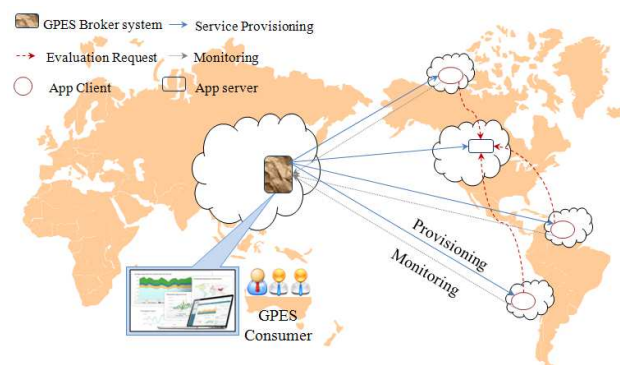 GPES Broker system
Service Provisioning
Evaluation Request
Monitoring
App Client
App server
Provisioning
Monitoring
GPES
Consumer